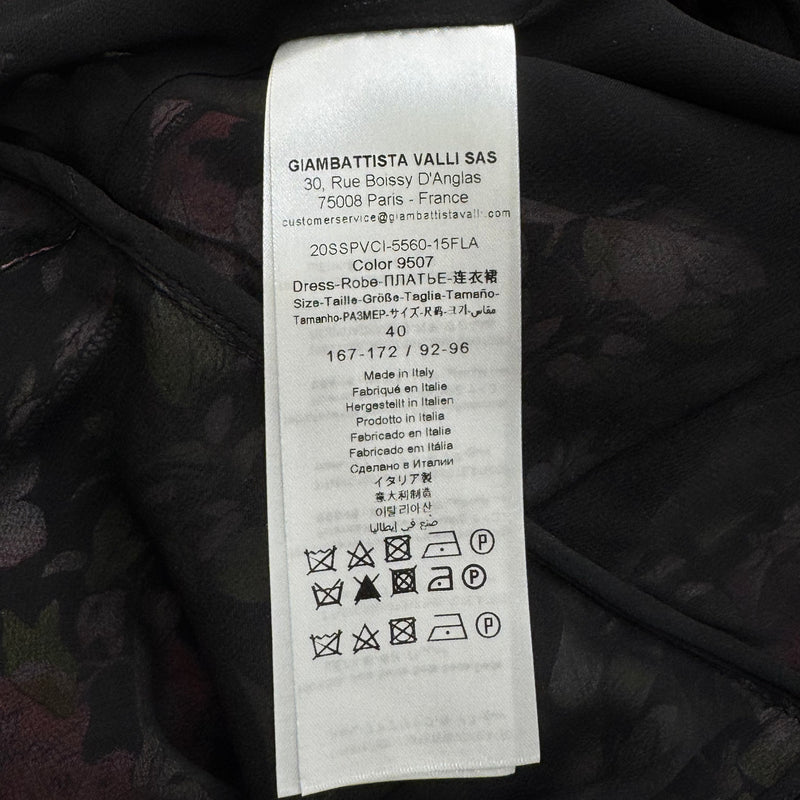 GIAMBATTISTA VALLI SAS
30, Rue Boissy D'Anglas
75008 Paris - France
customerservice@giambattistavalli.com
20SSPVCI-5560-15FLA
Color 9507
Dress-Robe-ПЛАТЬЕ-连衣裙
Size-Taille-Größe-Taglia-Tamaño-
Tamanho-РАЗМЕР-サイズ-尺码-크기-مقاس
40
167-172 / 92-96
Made in Italy
Fabriqué en Italie
Hergestellt in Italien
Prodotto in Italia
Fabricado en Italia
Fabricado em Itália
Сделано в Италии
イタリア製
意大利制造
이탈리아산
صنع في إيطاليا
P
P
P